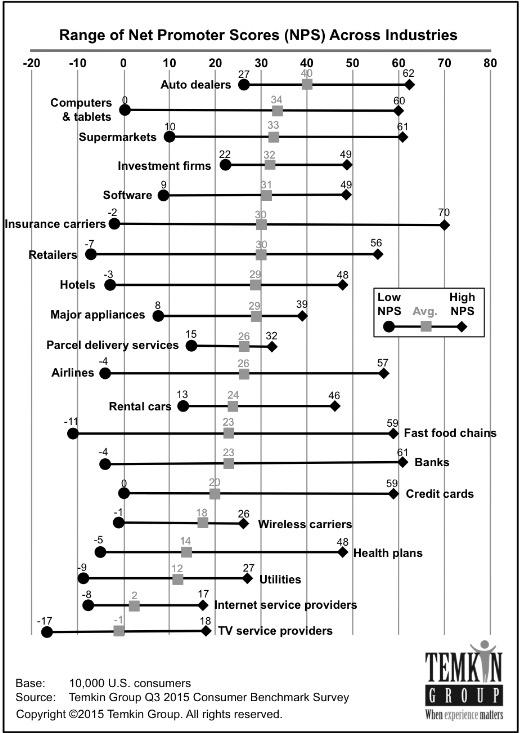 Range of Net Promoter Scores (NPS) Across Industries
-20 -10 0 10 20 30 40 50 60 70 80
27 40 62
Auto dealers
0 34 60
Computers
& tablets
10 33 61
Supermarkets
22 32 49
Investment firms
9 31 49
Software
-2 30 70
Insurance carriers
-7 30 56
Retailers
-3 29 48
Hotels
Low High
NPS Avg. NPS
8 29 39
Major appliances
15 26 32
Parcel delivery services
-4 26 57
Airlines
13 24 46
Rental cars
-11 23 59
Fast food chains
-4 23 61
Banks
0 20 59
Credit cards
-1 18 26
Wireless carriers
-5 14 48
Health plans
-9 12 27
Utilities
-8 2 17
Internet service providers
-17 -1 18
TV service providers
TEMKIN
GROUP
When experience matters
Base: 10,000 U.S. consumers
Source: Temkin Group Q3 2015 Consumer Benchmark Survey
Copyright ©2015 Temkin Group. All rights reserved.